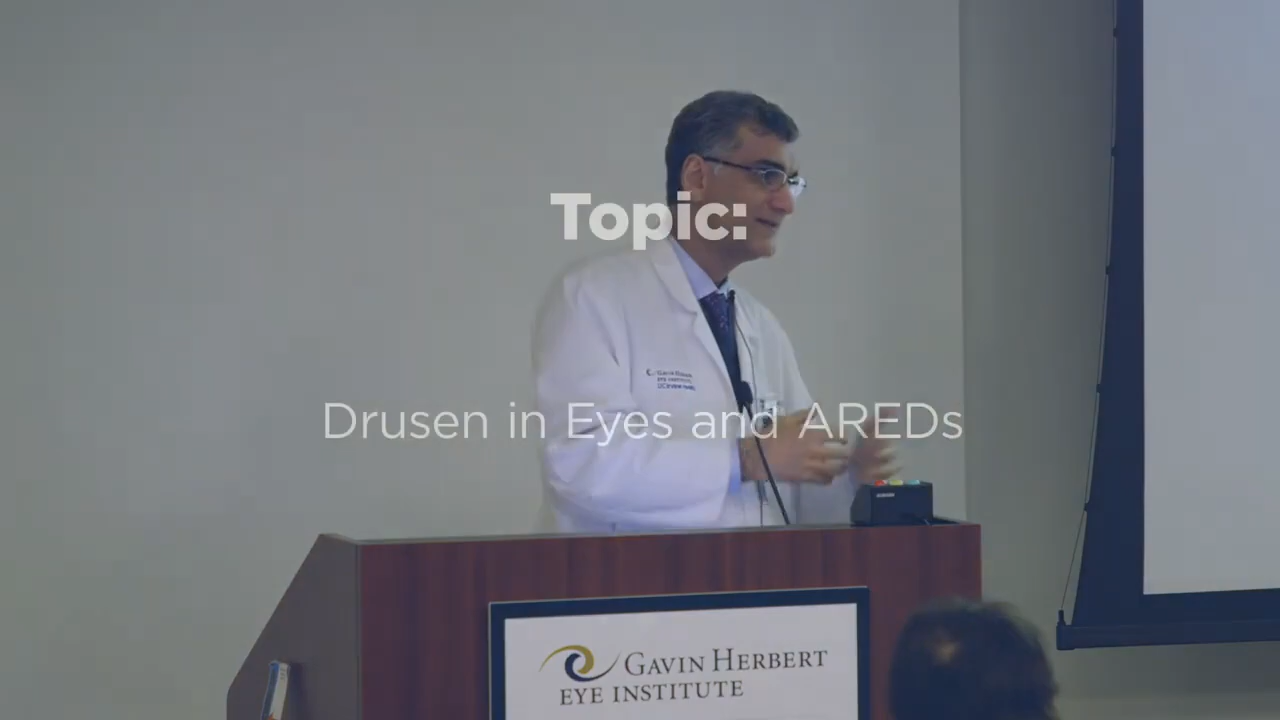 Topic:
Drusen in Eyes and AREDs
GAVIN HERBERT
EYE INSTITUTE